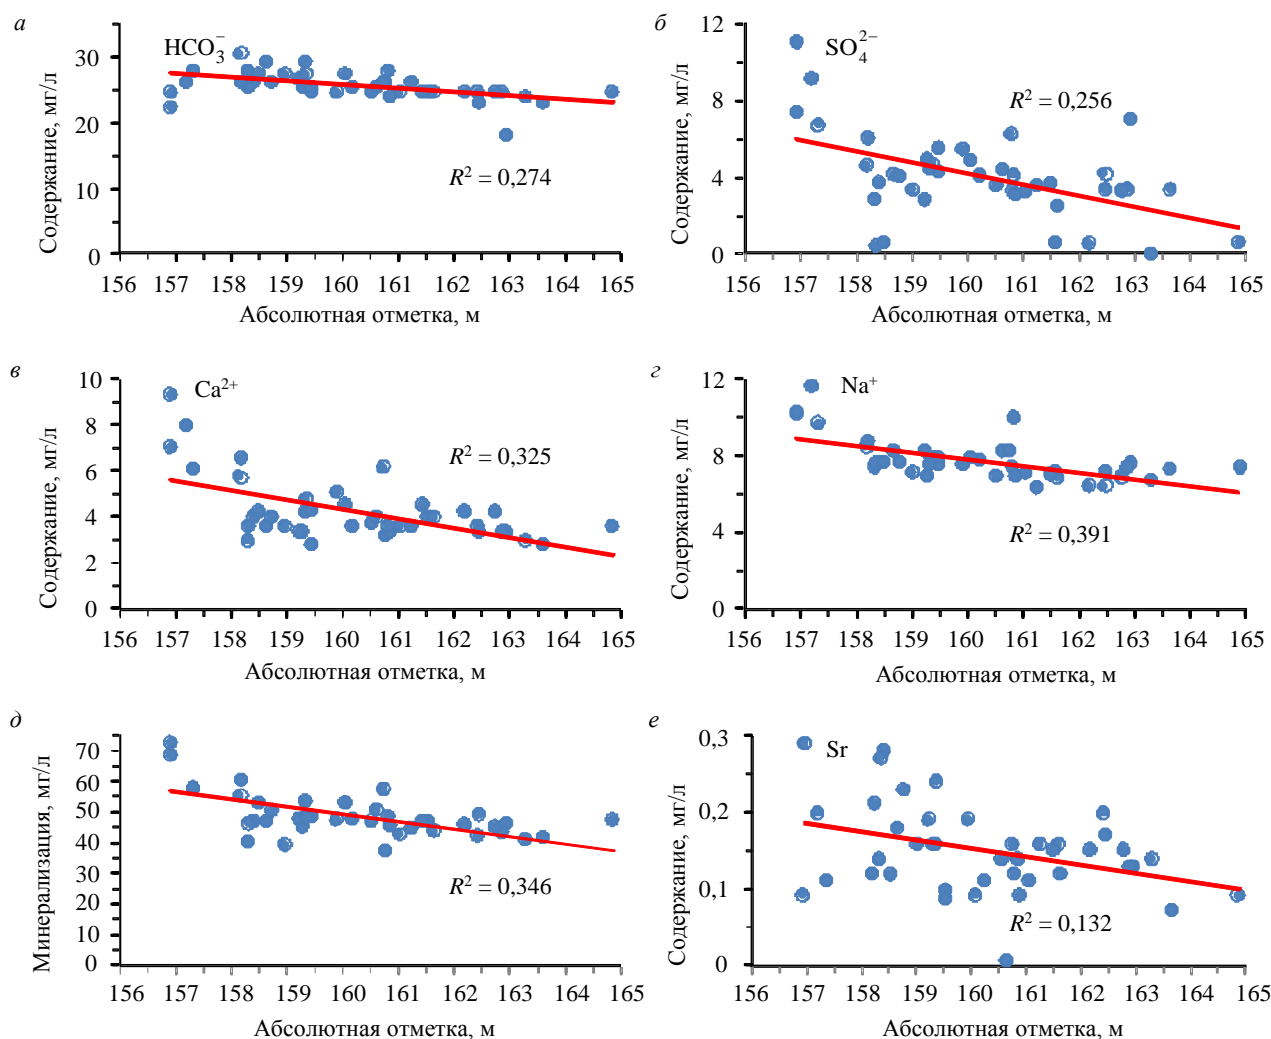 а
HCO₃⁻
Содержание, мг/л
30
20
10
0
R² = 0,274
156 157 158 159 160 161 162 163 164 165
Абсолютная отметка, м
б
SO₄²⁻
Содержание, мг/л
12
8
4
0
R² = 0,256
156 157 158 159 160 161 162 163 164 165
Абсолютная отметка, м
в
Ca²⁺
Содержание, мг/л
10
8
6
4
2
0
R² = 0,325
156 157 158 159 160 161 162 163 164 165
Абсолютная отметка, м
г
Na⁺
Содержание, мг/л
12
8
4
0
R² = 0,391
156 157 158 159 160 161 162 163 164 165
Абсолютная отметка, м
д
Минерализация, мг/л
70
60
50
40
30
20
10
0
R² = 0,346
156 157 158 159 160 161 162 163 164 165
Абсолютная отметка, м
е
Sr
Содержание, мг/л
0,3
0,2
0,1
0
R² = 0,132
156 157 158 159 160 161 162 163 164 165
Абсолютная отметка, м